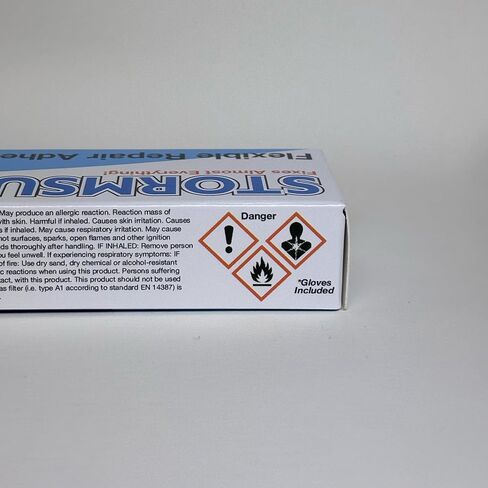 Flexible Repair Adhe
Fixes Almost Everything!
STORMSU
Danger
May produce an allergic reaction. Reaction mass of
with skin. Harmful if inhaled. Causes skin irritation. Causes
s if inhaled. May cause respiratory irritation. May cause
hot surfaces, sparks, open flames and other ignition
ds thoroughly after handling. IF INHALED: Remove person
ou feel unwell. If experiencing respiratory symptoms: IF
of fire: Use dry sand, dry chemical or alcohol-resistant
ic reactions when using this product. Persons suffering
tact, with this product. This product should not be used
as filter (i.e. type A1 according to standard EN 14387) is
*Gloves
Included